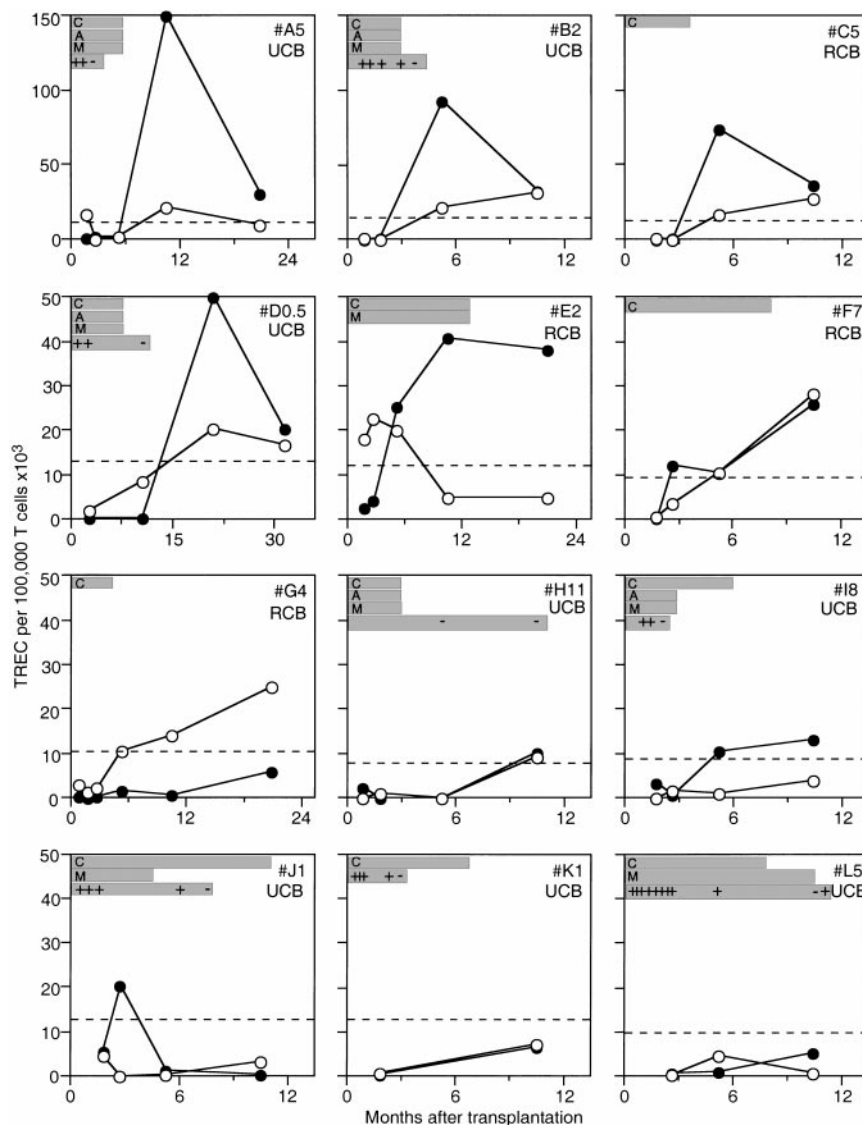 TREC per 100,000 T cells x10³
150
100
50
0
C
A
M
++-
#A5
UCB
0
12
24
C
A
M
+++ + -
#B2
UCB
0
6
12
C
#C5
RCB
0
6
12
50
40
30
20
10
0
C
A
M
++ -
#D0.5
UCB
0
15
30
C
M
#E2
RCB
0
12
24
C
#F7
RCB
0
6
12
50
40
30
20
10
0
C
#G4
RCB
0
12
24
C
A
M
- -
#H11
UCB
0
6
12
C
A
M
++-
#I8
UCB
0
6
12
50
40
30
20
10
0
C
M
+++ + -
#J1
UCB
0
6
12
C
+++ +-
#K1
UCB
0
6
12
C
M
+++++++++ + -+
#L5
UCB
0
6
12
Months after transplantation